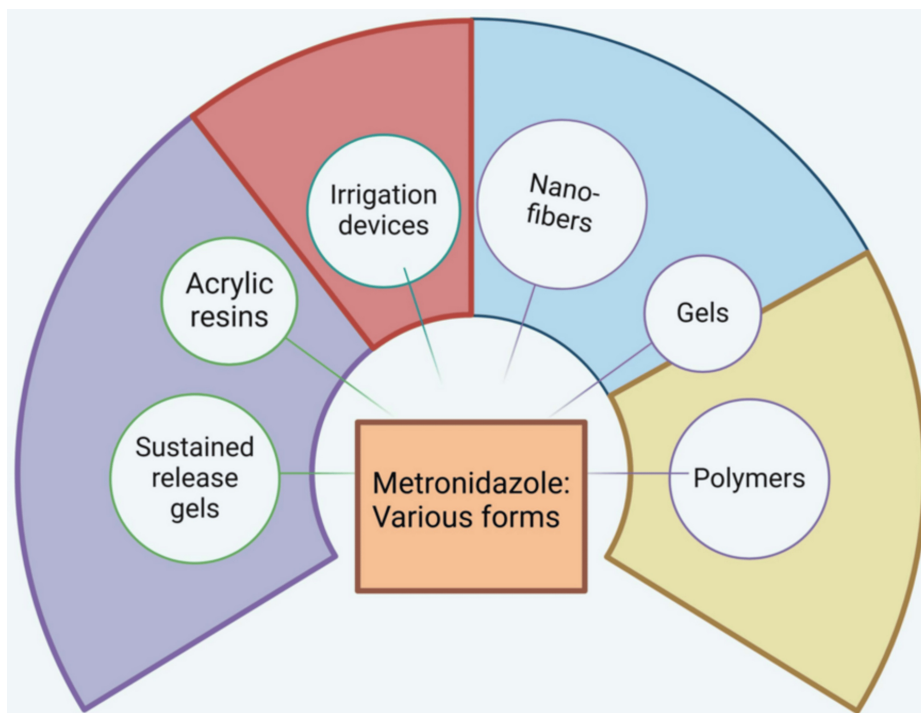 Irrigation
devices
Nano-
fibers
Acrylic
resins
Gels
Sustained
release
gels
Metronidazole:
Various forms
Polymers